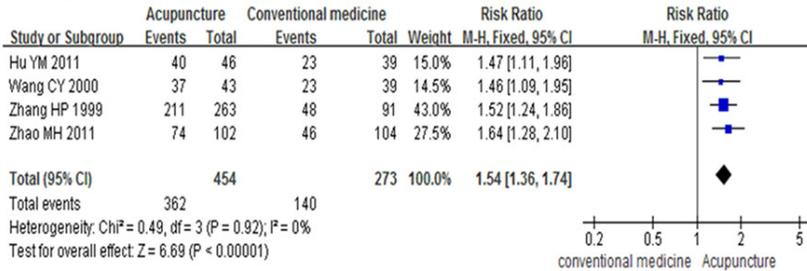 Acupuncture Conventional medicine Risk Ratio Risk Ratio
Study or Subgroup Events Total Events Total Weight M-H, Fixed, 95% CI M-H, Fixed, 95% CI
Hu YM 2011 40 46 23 39 15.0% 1.47 [1.11, 1.96]
Wang CY 2000 37 43 23 39 15.0% 1.46 [1.09, 1.95]
Zhang HP 1999 211 263 48 91 43.0% 1.52 [1.24, 1.86]
Zhao MH 2011 74 102 46 104 27.5% 1.64 [1.28, 2.10]
Total (95% CI) 454 273 100.0% 1.54 [1.36, 1.74]
Total events 362 140
Heterogeneity: Chi² = 0.49, df = 3 (P = 0.92); I² = 0%
Test for overall effect: Z = 6.69 (P < 0.00001)
0.2 0.5 1 2 5
conventional medicine Acupuncture